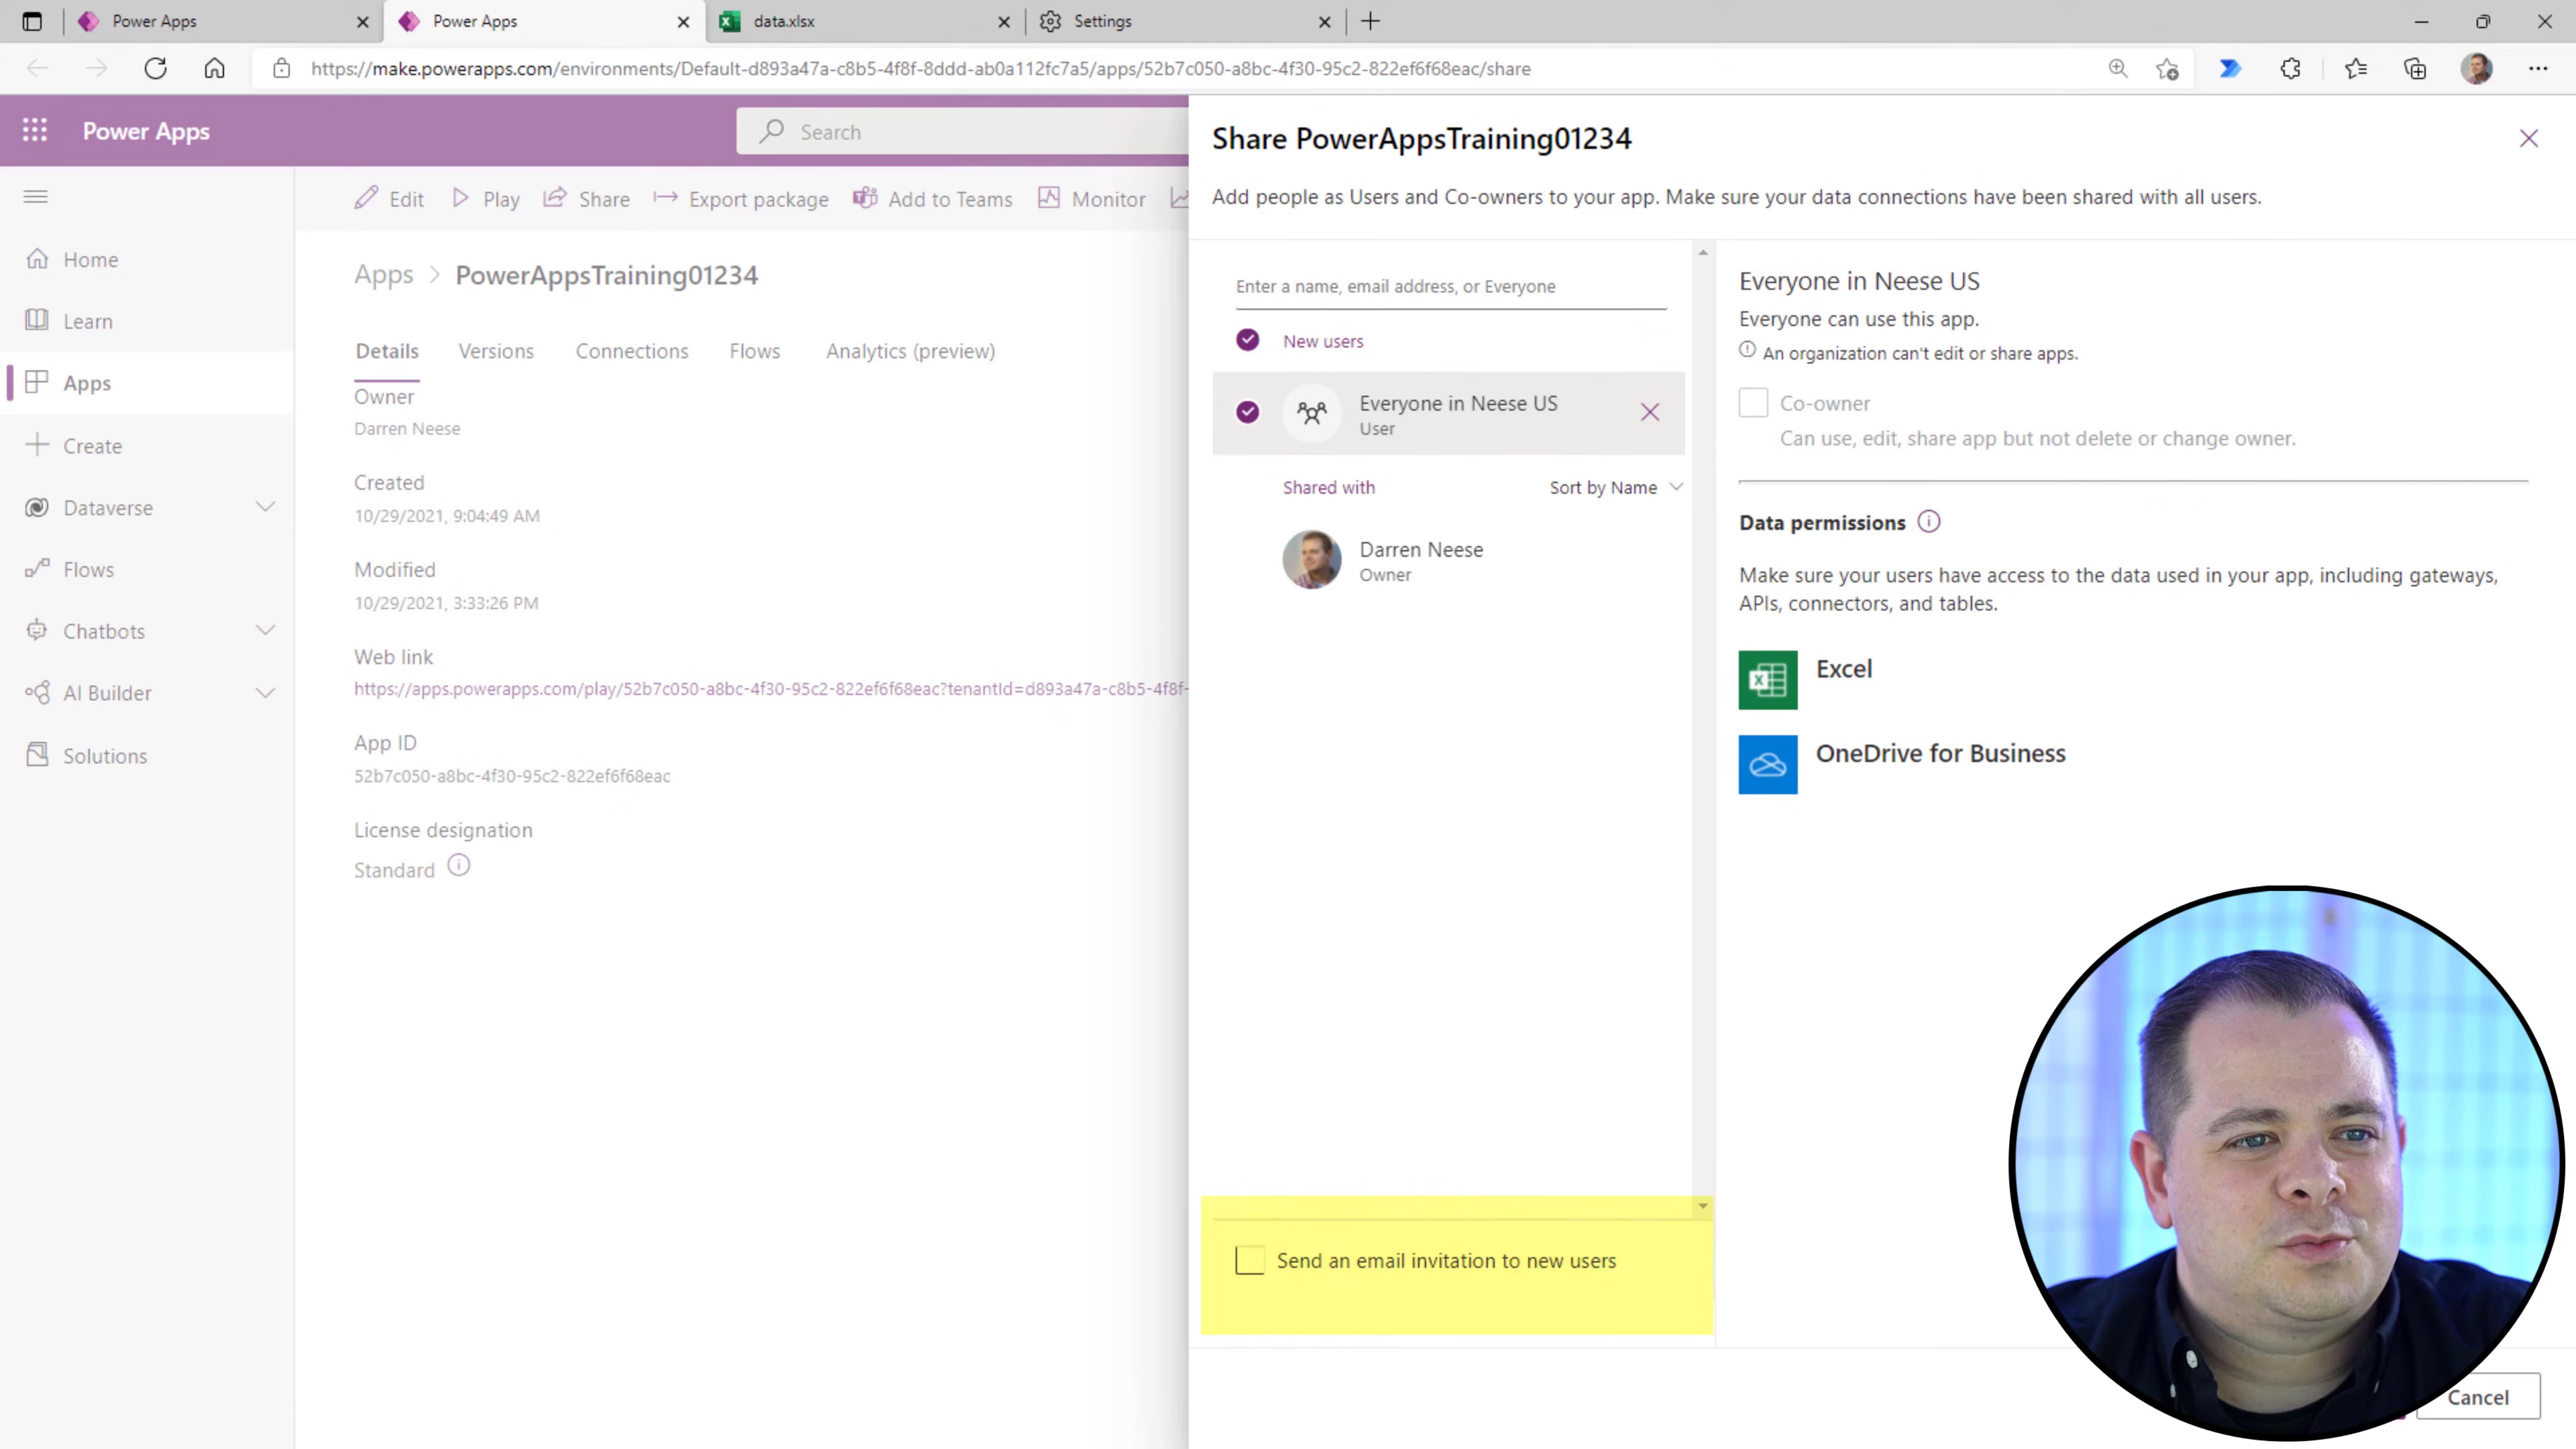 Power Apps
Power Apps
data.xlsx
Settings
https://make.powerapps.com/environments/Default-d893a47a-c8b5-4f8f-8ddd-ab0a112fc7a5/apps/52b7c050-a8bc-4f30-95c2-822ef6f68eac/share
Power Apps
Search
Edit
Play
Share
Export package
Add to Teams
Monitor
Home
Learn
Apps
Create
Dataverse
Flows
Chatbots
AI Builder
Solutions
Apps > PowerAppsTraining01234
Details
Versions
Connections
Flows
Analytics (preview)
Owner
Darren Neese
Created
10/29/2021, 9:04:49 AM
Modified
10/29/2021, 3:33:26 PM
Web link
https://apps.powerapps.com/play/52b7c050-a8bc-4f30-95c2-822ef6f68eac?tenantId=d893a47a-c8b5-4f8f-
App ID
52b7c050-a8bc-4f30-95c2-822ef6f68eac
License designation
Standard
Share PowerAppsTraining01234
Add people as Users and Co-owners to your app. Make sure your data connections have been shared with all users.
Enter a name, email address, or Everyone
New users
Everyone in Neese US
User
Shared with
Sort by Name
Darren Neese
Owner
Send an email invitation to new users
Everyone in Neese US
Everyone can use this app.
An organization can't edit or share apps.
Co-owner
Can use, edit, share app but not delete or change owner.
Data permissions
Make sure your users have access to the data used in your app, including gateways,
APIs, connectors, and tables.
Excel
OneDrive for Business
Cancel